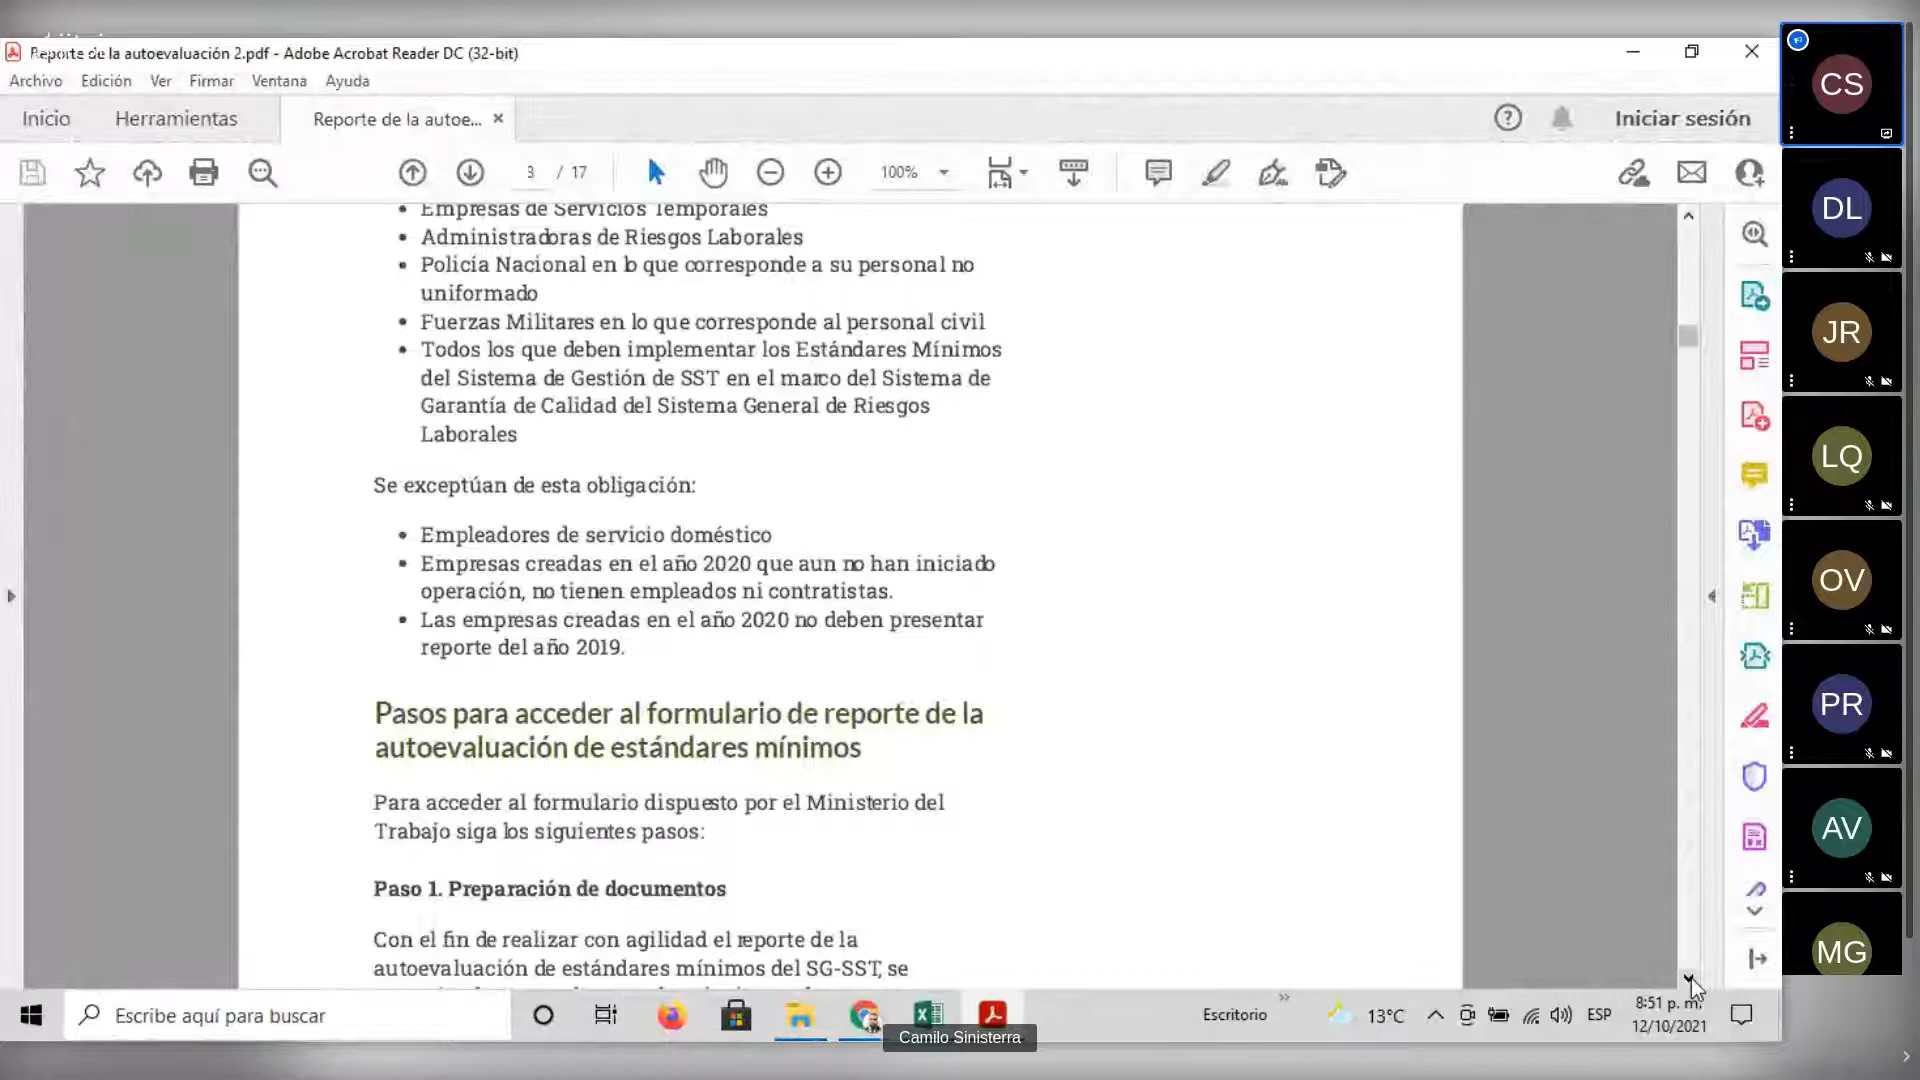 Reporte de la autoevaluación 2.pdf - Adobe Acrobat Reader DC (32-bit)
Archivo Edición Ver Firmar Ventana Ayuda
Inicio Herramientas Reporte de la autoe... Iniciar sesión
3 / 17 100%
Empresas de Servicios Temporales
Administradoras de Riesgos Laborales
Policía Nacional en lo que corresponde a su personal no
uniformado
Fuerzas Militares en lo que corresponde al personal civil
Todos los que deben implementar los Estándares Mínimos
del Sistema de Gestión de SST en el marco del Sistema de
Garantía de Calidad del Sistema General de Riesgos
Laborales
Se exceptúan de esta obligación:
Empleadores de servicio doméstico
Empresas creadas en el año 2020 que aun no han iniciado
operación, no tienen empleados ni contratistas.
Las empresas creadas en el año 2020 no deben presentar
reporte del año 2019.
Pasos para acceder al formulario de reporte de la
autoevaluación de estándares mínimos
Para acceder al formulario dispuesto por el Ministerio del
Trabajo siga los siguientes pasos:
Paso 1. Preparación de documentos
Con el fin de realizar con agilidad el reporte de la
autoevaluación de estándares mínimos del SG-SST, se
Escribe aquí para buscar
Escritorio
13°C
ESP
8:51 p. m.
12/10/2021
Camilo Sinisterra
CS
DL
JR
LQ
OV
PR
AV
MG